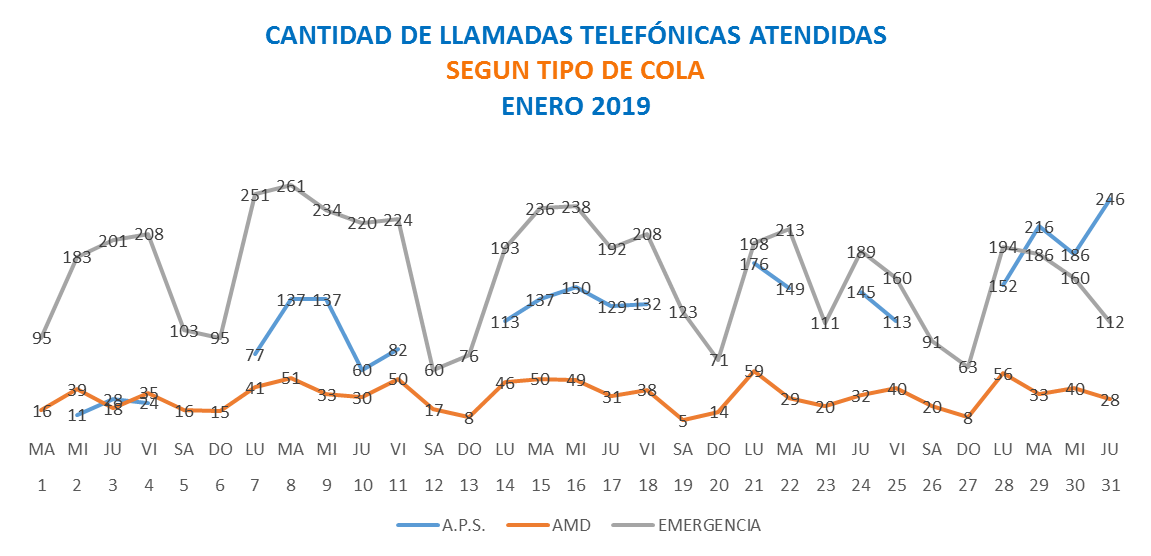 CANTIDAD DE LLAMADAS TELEFÓNICAS ATENDIDAS
SEGUN TIPO DE COLA
ENERO 2019
95 183 201 208 103 95 251 261 234 220 224 60 76 193 236 238 192 208 123 71 198 213 111 189 160 91 63 194 186 160 112
11 28 24 77 137 137 60 82 113 137 150 129 132 176 149 145 113 152 216 186 246
16 39 18 35 16 15 41 51 33 30 50 17 8 46 50 49 31 38 5 14 59 29 20 32 40 20 8 56 33 40 28
MA MI JU VI SA DO LU MA MI JU VI SA DO LU MA MI JU VI SA DO LU MA MI JU VI SA DO LU MA MI JU
1 2 3 4 5 6 7 8 9 10 11 12 13 14 15 16 17 18 19 20 21 22 23 24 25 26 27 28 29 30 31
A.P.S. AMD EMERGENCIA